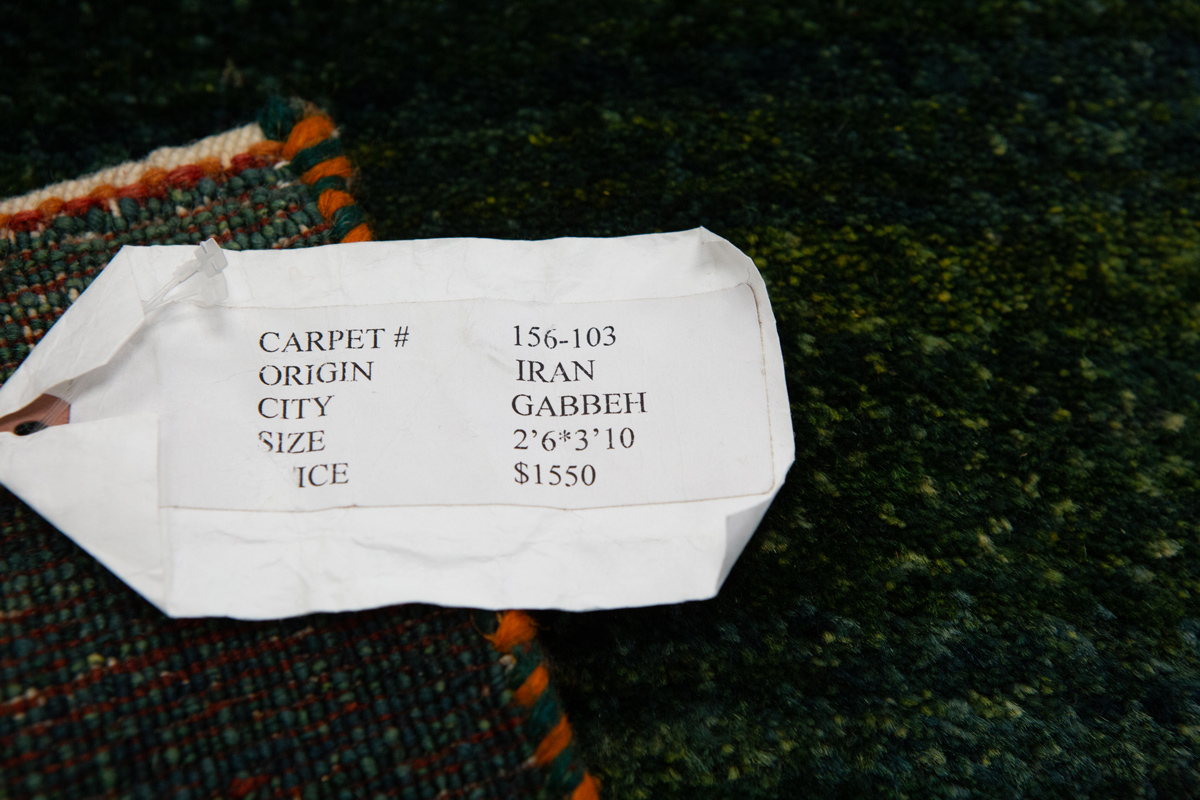 CARPET # 156-103
ORIGIN IRAN
CITY GABBEH
SIZE 2’6*3’10
ICE $1550